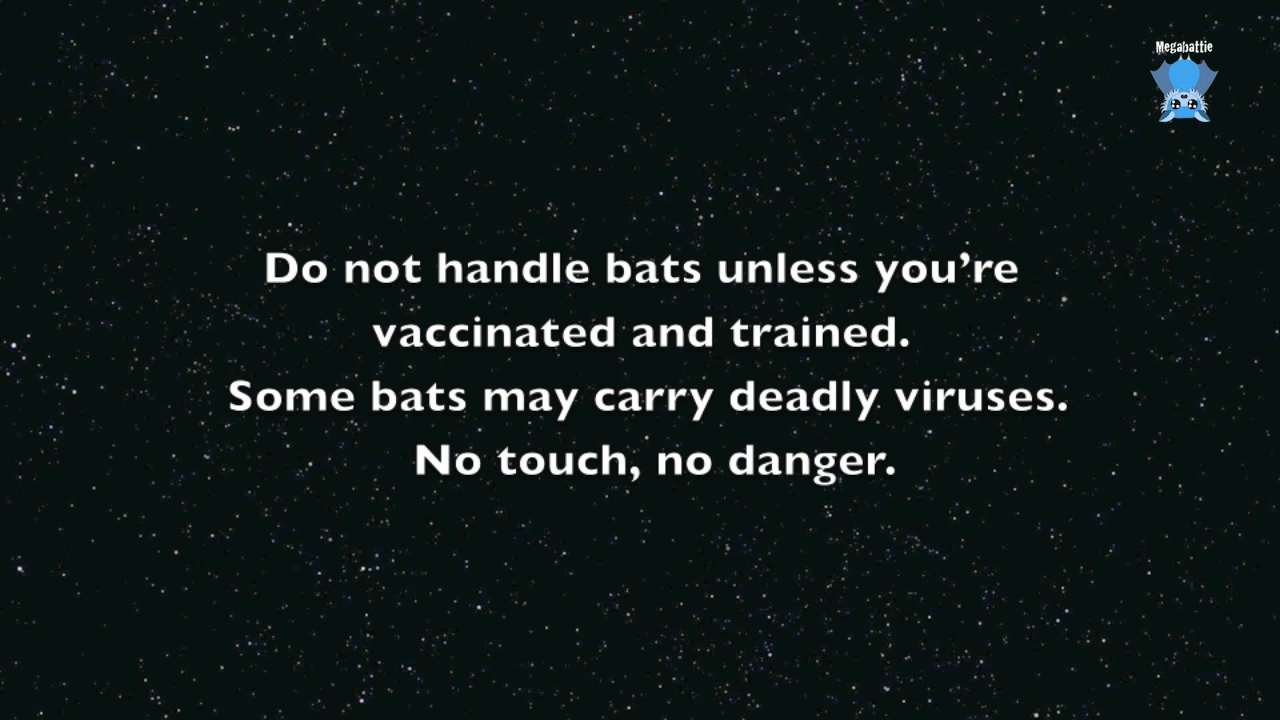 Megabattie
Do not handle bats unless you’re
vaccinated and trained.
Some bats may carry deadly viruses.
No touch, no danger.